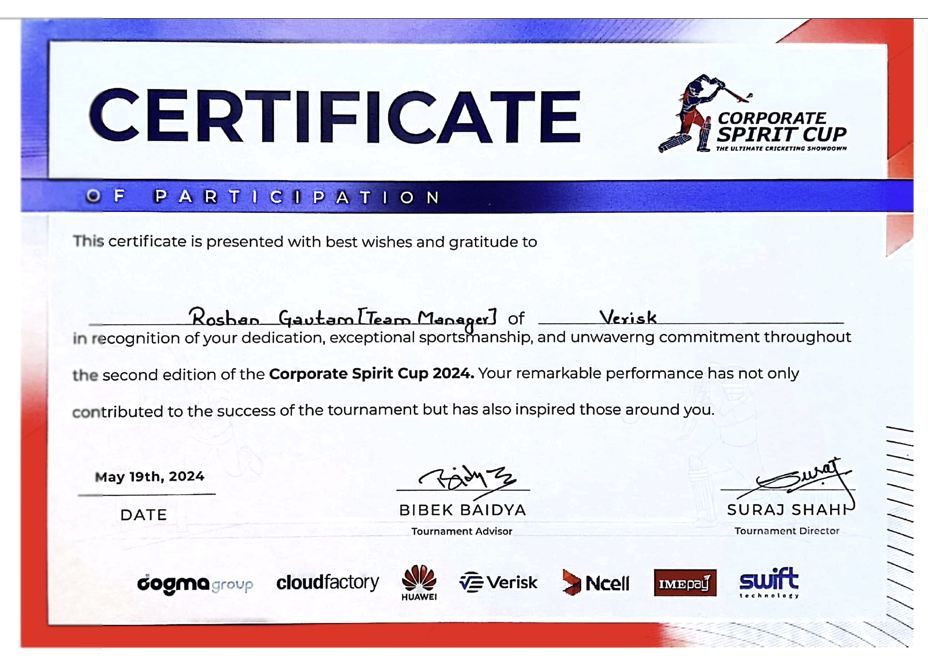 CERTIFICATE
CORPORATE
SPIRIT CUP
THE ULTIMATE CRICKETING SHOWDOWN
OF PARTICIPATION
This certificate is presented with best wishes and gratitude to
Roshan Gautam [Team Manager] of Verisk
in recognition of your dedication, exceptional sportsmanship, and unwaverng commitment throughout
the second edition of the Corporate Spirit Cup 2024. Your remarkable performance has not only
contributed to the success of the tournament but has also inspired those around you.
May 19th, 2024
DATE
BIBEK BAIDYA
Tournament Advisor
Suraj
SURAJ SHAHI
Tournament Director
dogma group cloudfactory HUAWEI Verisk Ncell IME pay swift technology